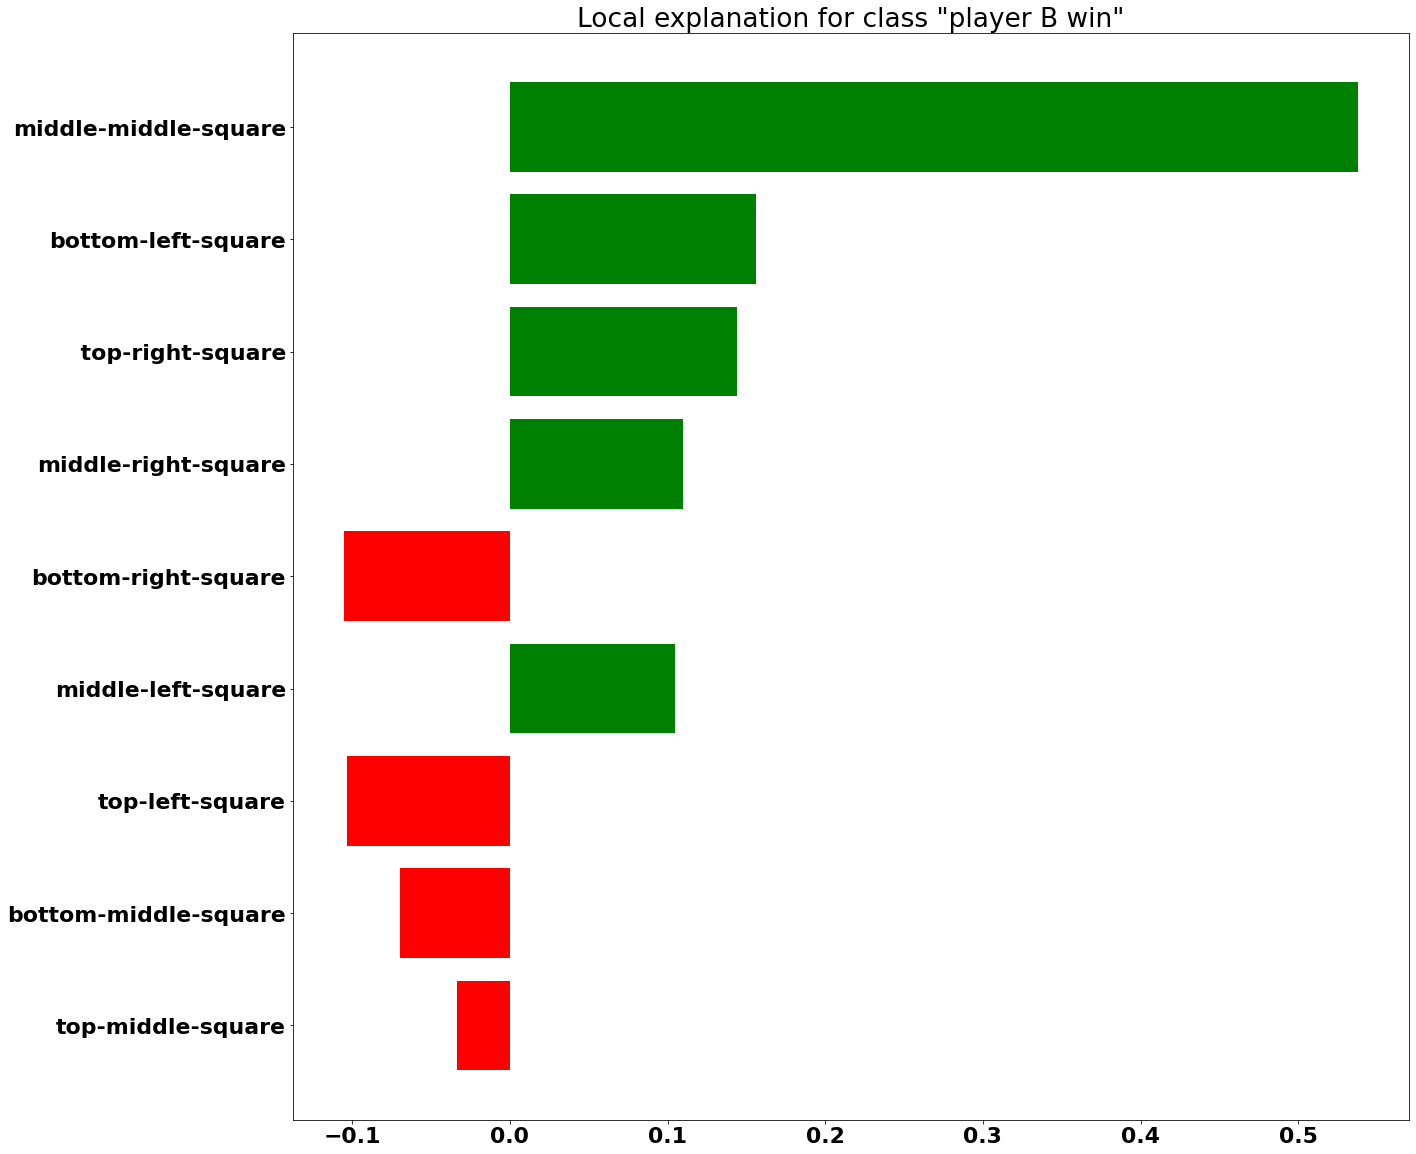 Local explanation for class "player B win"
middle-middle-square
bottom-left-square
top-right-square
middle-right-square
bottom-right-square
middle-left-square
top-left-square
bottom-middle-square
top-middle-square
−0.1 0.0 0.1 0.2 0.3 0.4 0.5